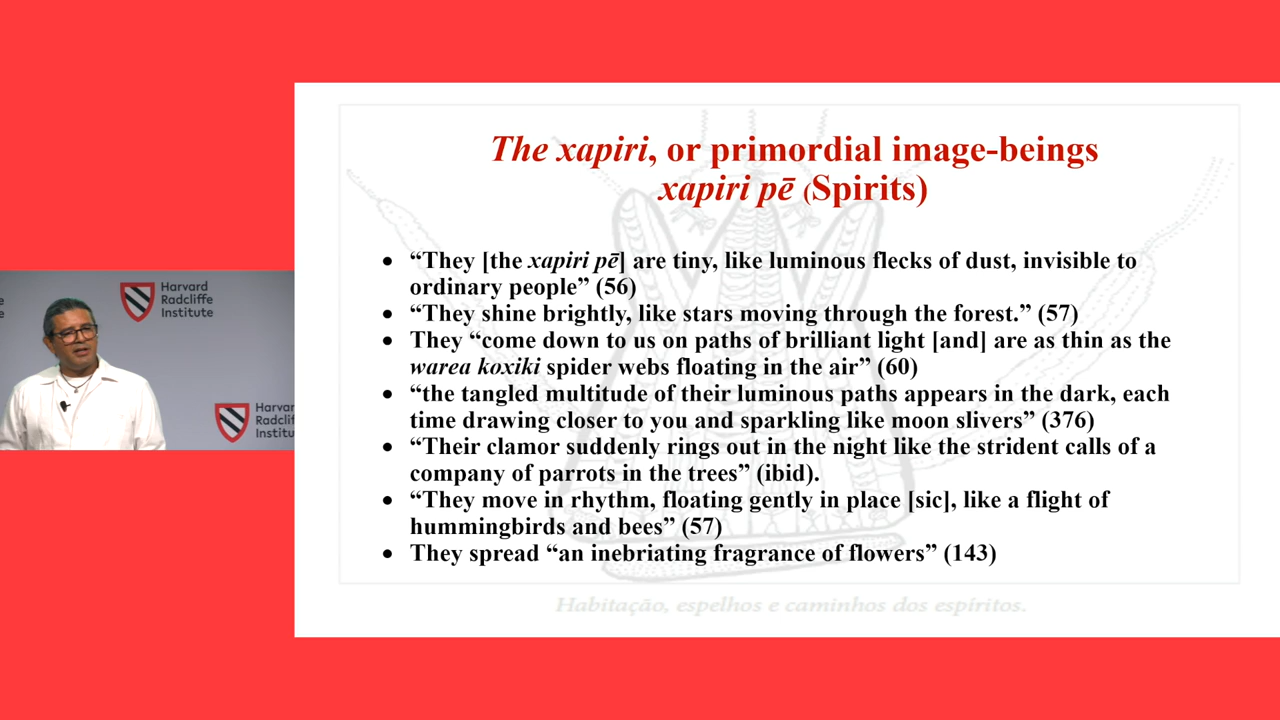 Harvard
Radcliffe
Institute
The xapiri, or primordial image-beings
xapiri pē (Spirits)
• “They [the xapiri pē] are tiny, like luminous flecks of dust, invisible to
ordinary people” (56)
• “They shine brightly, like stars moving through the forest.” (57)
• They “come down to us on paths of brilliant light [and] are as thin as the
warea koxiki spider webs floating in the air” (60)
• “the tangled multitude of their luminous paths appears in the dark, each
time drawing closer to you and sparkling like moon slivers” (376)
• “Their clamor suddenly rings out in the night like the strident calls of a
company of parrots in the trees” (ibid).
• “They move in rhythm, floating gently in place [sic], like a flight of
hummingbirds and bees” (57)
• They spread “an inebriating fragrance of flowers” (143)
Habitação, espelhos e caminhos dos espíritos.